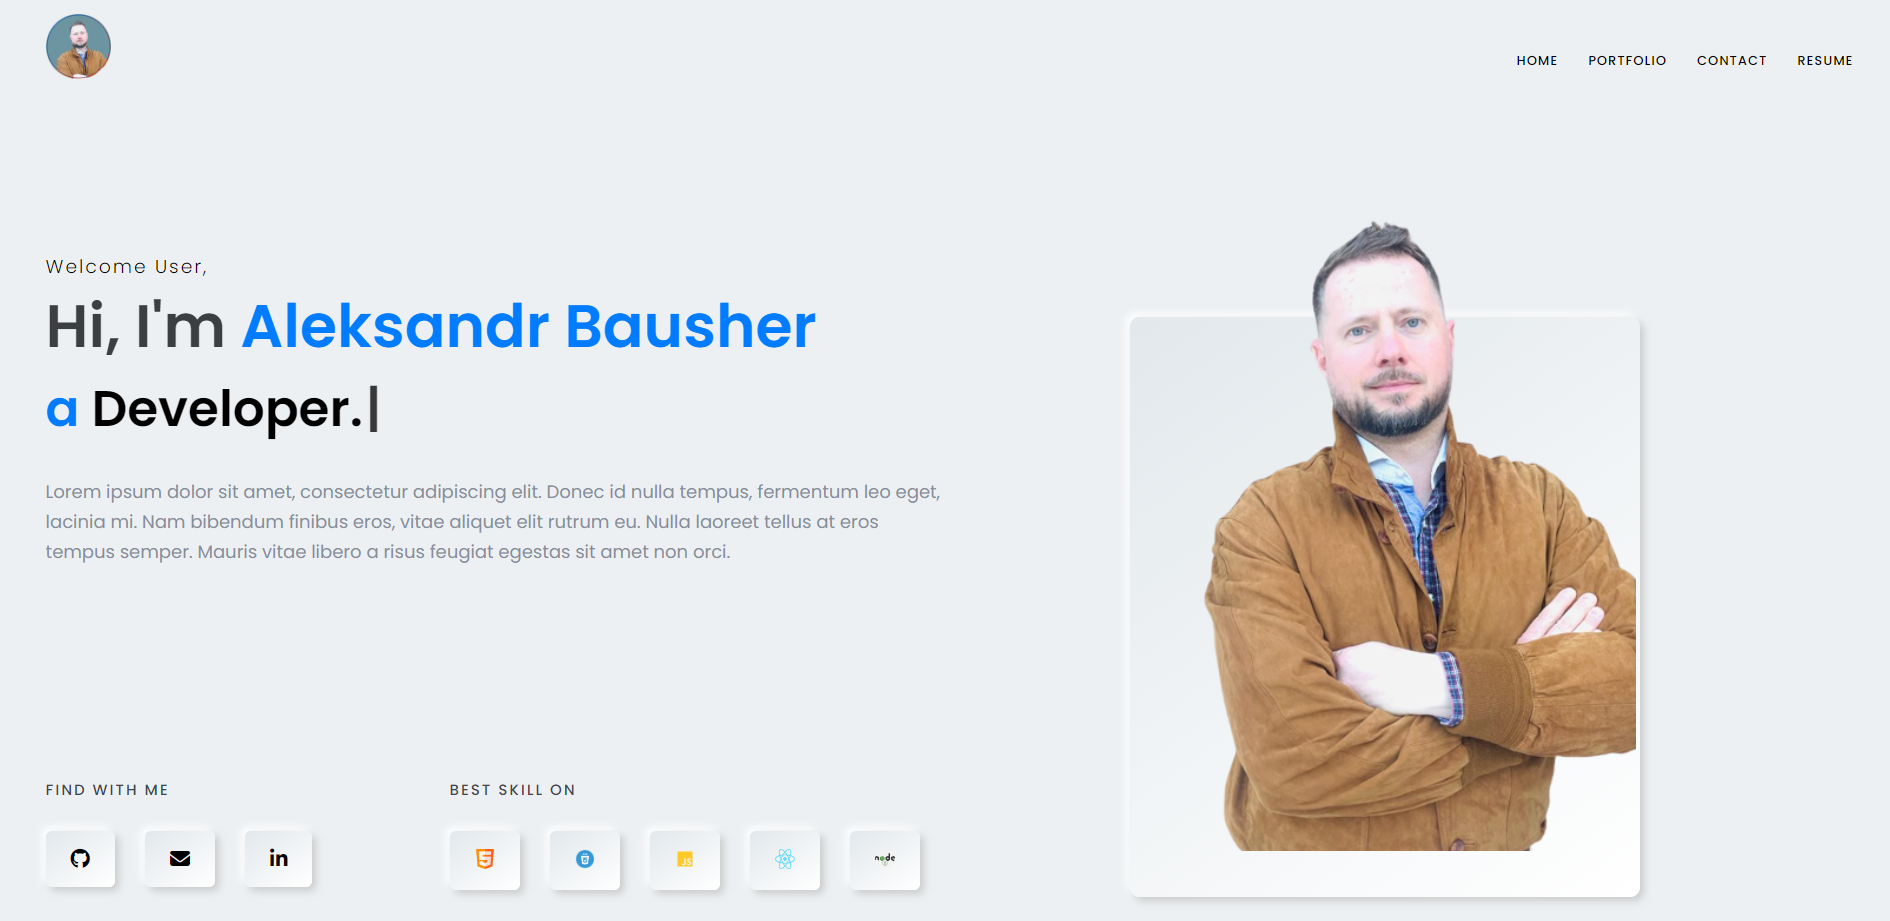 HOME PORTFOLIO CONTACT RESUME
Welcome User,
Hi, I'm Aleksandr Bausher
a Developer.|
Lorem ipsum dolor sit amet, consectetur adipiscing elit. Donec id nulla tempus, fermentum leo eget,
lacinia mi. Nam bibendum finibus eros, vitae aliquet elit rutrum eu. Nulla laoreet tellus at eros
tempus semper. Mauris vitae libero a risus feugiat egestas sit amet non orci.
FIND WITH ME
BEST SKILL ON
in
JS
node